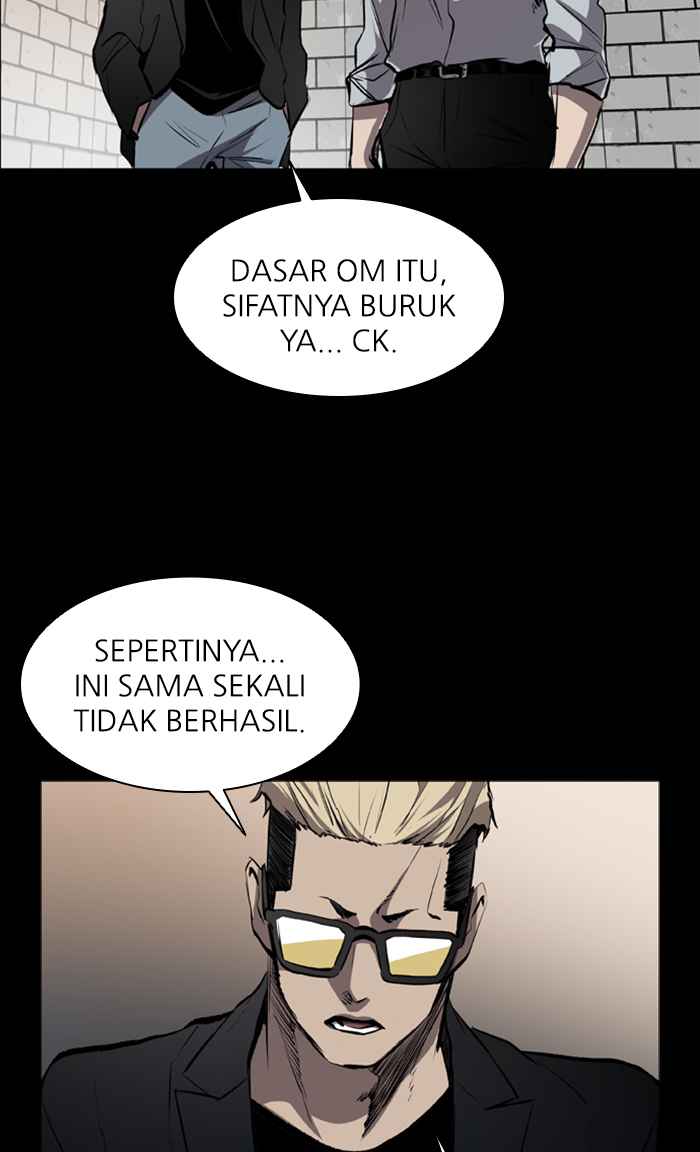 DASAR OM ITU,
SIFATNYA BURUK
YA... CK.
SEPERTINYA...
INI SAMA SEKALI
TIDAK BERHASIL.